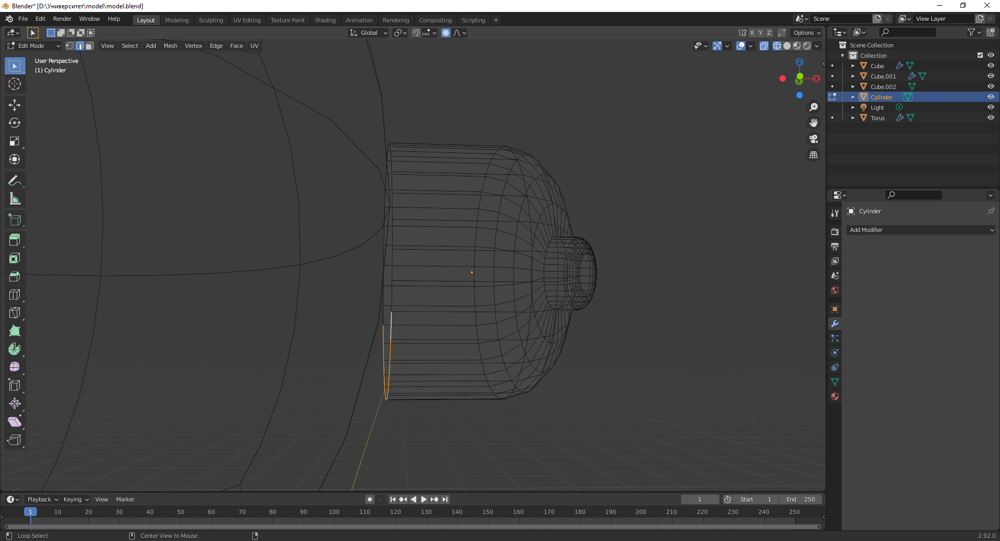 Blender* [D:\Университет\model\model.blend]
File Edit Render Window Help Layout Modeling Sculpting UV Editing Texture Paint Shading Animation Rendering Compositing Scripting + Scene View Layer
Global X Y Z Options
Edit Mode View Select Add Mesh Vertex Edge Face UV
User Perspective
(1) Cylinder
Z
X
Y
Scene Collection
Collection
Cube
Cube.001
Cube.002
Cylinder
Light
Torus
Cylinder
Add Modifier
Playback Keying View Marker 1 Start 1 End 250
1 10 20 30 40 50 60 70 80 90 100 110 120 130 140 150 160 170 180 190 200 210 220 230 240 250
Loop Select Center View to Mouse 2.92.0